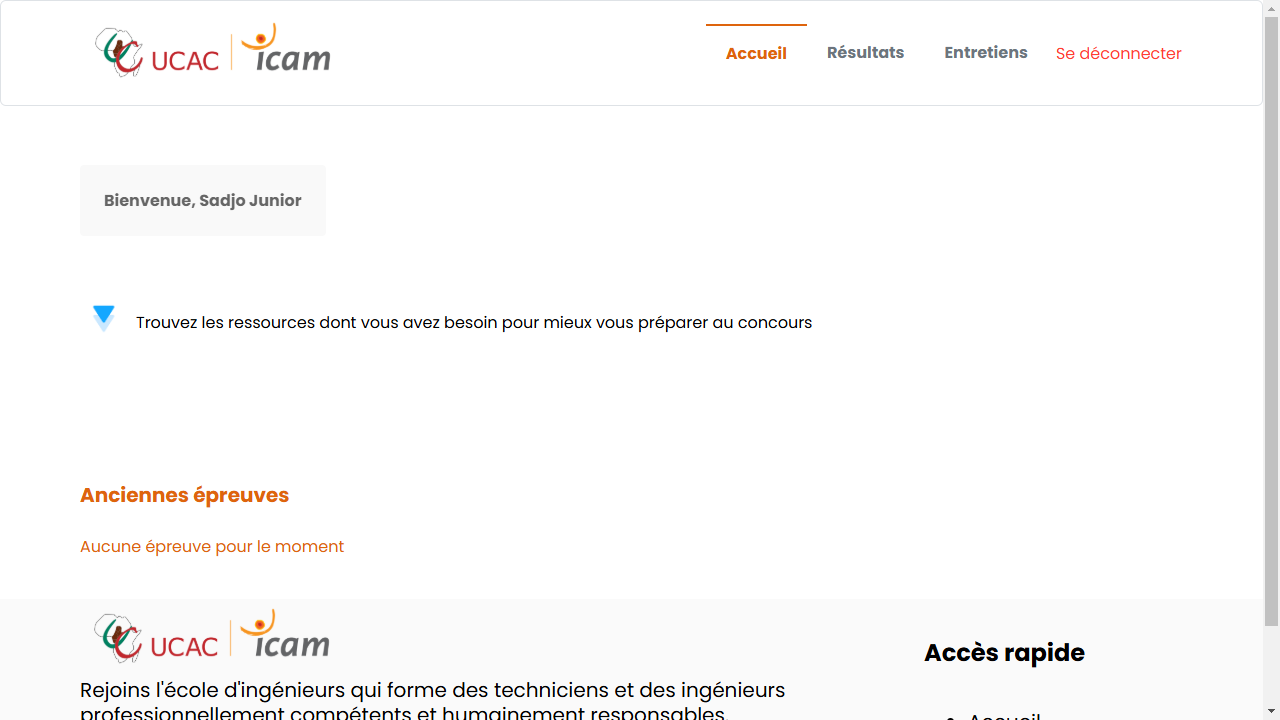 UCAC icam
Accueil
Résultats
Entretiens
Se déconnecter
Bienvenue, Sadjo Junior
Trouvez les ressources dont vous avez besoin pour mieux vous préparer au concours
Anciennes épreuves
Aucune épreuve pour le moment
UCAC icam
Rejoins l'école d'ingénieurs qui forme des techniciens et des ingénieurs
professionnellement compétents et humainement responsables.
Accès rapide
Accueil